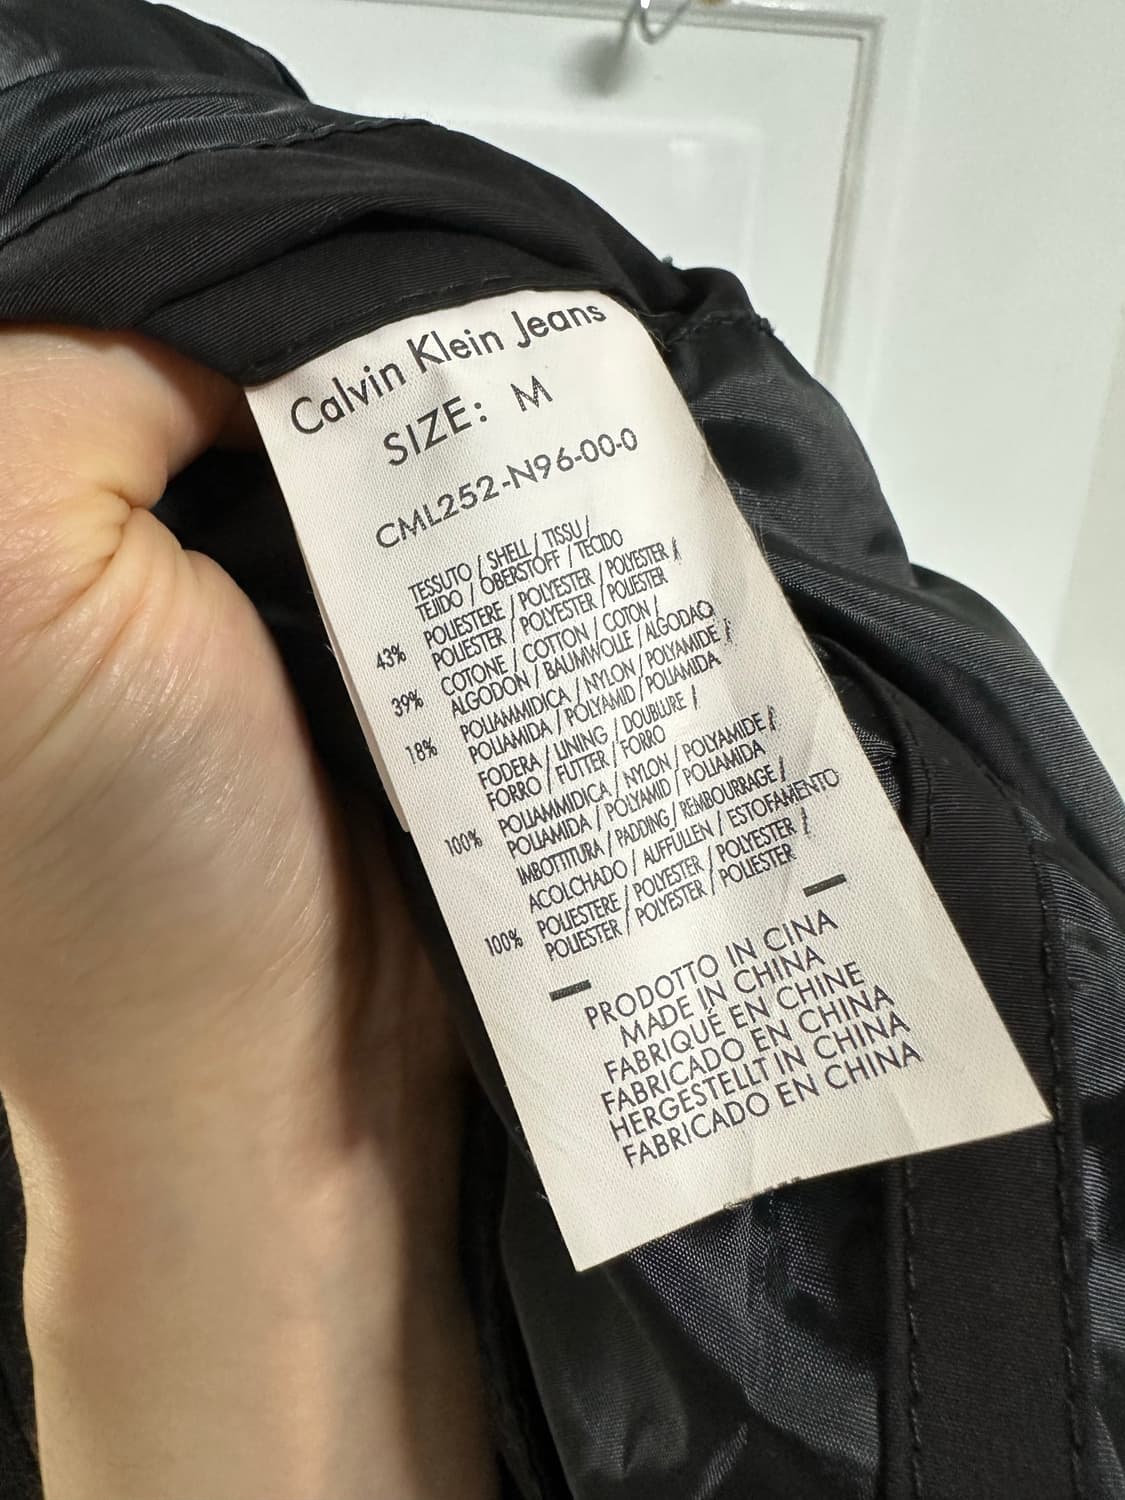 Calvin Klein Jeans
SIZE: M
CML252-N96-00-0
TESSUTO / SHELL / TISSU /
TEJIDO / OBERSTOFF / TECIDO
POLIESTERE / POLYESTER / POLYESTER /
43% POLIESTER / POLYESTER / POLIESTER
COTONE / COTTON / COTON /
39% ALGODON / BAUMWOLLE / ALGODAO
POLIAMMIDICA / NYLON / POLYAMIDE /
18% POLIAMIDA / POLYAMID / POLIAMIDA
FODERA / LINING / DOUBLURE /
FORRO / FUTTER / FORRO
POLIAMMIDICA / NYLON / POLYAMIDE /
100% POLIAMIDA / POLYAMID / POLIAMIDA
IMBOTTITURA / PADDING / REMBOURRAGE /
ACOLCHADO / AUFFULLEN / ESTOFAMENTO
POLIESTERE / POLYESTER / POLYESTER /
100% POLIESTER / POLYESTER / POLIESTER
PRODOTTO IN CINA
MADE IN CHINA
FABRIQUÉ EN CHINE
FABRICADO EN CHINA
HERGESTELLT IN CHINA
FABRICADO EN CHINA